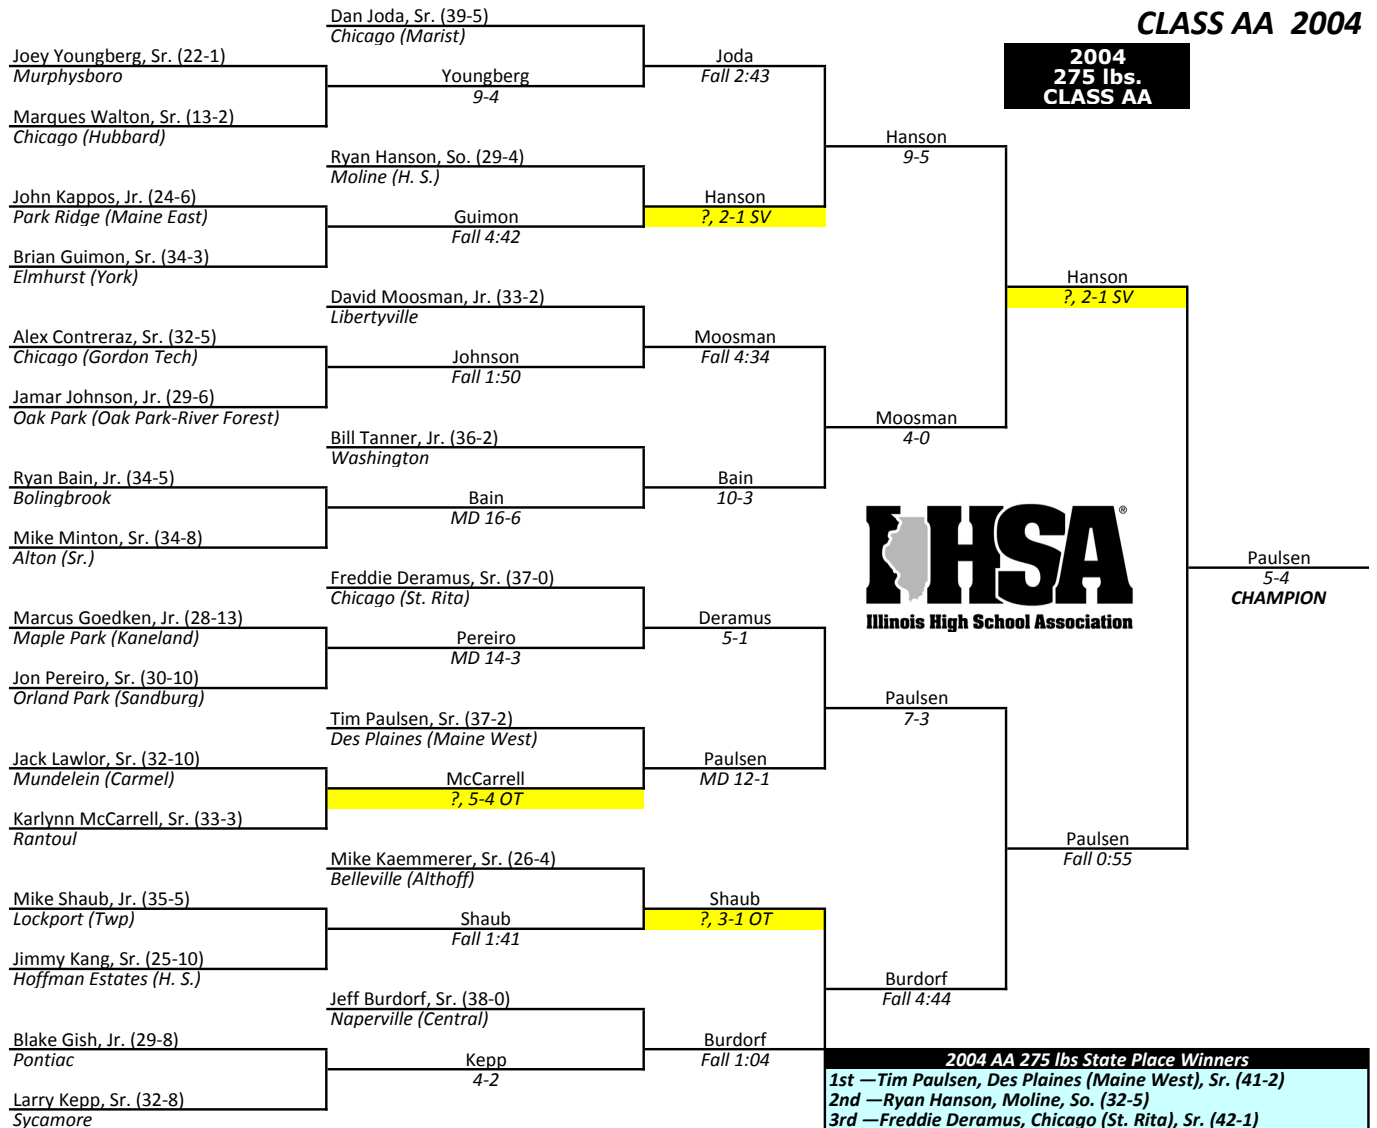 CLASS AA 2004
2004
275 lbs.
CLASS AA
Joey Youngberg, Sr. (22-1)
Murphysboro
Marques Walton, Sr. (13-2)
Chicago (Hubbard)
John Kappos, Jr. (24-6)
Park Ridge (Maine East)
Brian Guimon, Sr. (34-3)
Elmhurst (York)
Alex Contreraz, Sr. (32-5)
Chicago (Gordon Tech)
Jamar Johnson, Jr. (29-6)
Oak Park (Oak Park-River Forest)
Ryan Bain, Jr. (34-5)
Bolingbrook
Mike Minton, Sr. (34-8)
Alton (Sr.)
Marcus Goedken, Jr. (28-13)
Maple Park (Kaneland)
Jon Pereiro, Sr. (30-10)
Orland Park (Sandburg)
Jack Lawlor, Sr. (32-10)
Mundelein (Carmel)
Karlynn McCarrell, Sr. (33-3)
Rantoul
Mike Shaub, Jr. (35-5)
Lockport (Twp)
Jimmy Kang, Sr. (25-10)
Hoffman Estates (H. S.)
Blake Gish, Jr. (29-8)
Pontiac
Larry Kepp, Sr. (32-8)
Sycamore
Dan Joda, Sr. (39-5)
Chicago (Marist)
Youngberg
9-4
Ryan Hanson, So. (29-4)
Moline (H. S.)
Guimon
Fall 4:42
David Moosman, Jr. (33-2)
Libertyville
Johnson
Fall 1:50
Bill Tanner, Jr. (36-2)
Washington
Bain
MD 16-6
Freddie Deramus, Sr. (37-0)
Chicago (St. Rita)
Pereiro
MD 14-3
Tim Paulsen, Sr. (37-2)
Des Plaines (Maine West)
McCarrell
?, 5-4 OT
Mike Kaemmerer, Sr. (26-4)
Belleville (Althoff)
Shaub
Fall 1:41
Jeff Burdorf, Sr. (38-0)
Naperville (Central)
Kepp
4-2
Joda
Fall 2:43
Hanson
?, 2-1 SV
Moosman
Fall 4:34
Bain
10-3
Deramus
5-1
Paulsen
MD 12-1
Shaub
?, 3-1 OT
Burdorf
Fall 1:04
Hanson
9-5
Moosman
4-0
Paulsen
7-3
Burdorf
Fall 4:44
Hanson
?, 2-1 SV
Paulsen
Fall 0:55
IHSA®
Illinois High School Association
Paulsen
5-4
CHAMPION
2004 AA 275 lbs State Place Winners
1st —Tim Paulsen, Des Plaines (Maine West), Sr. (41-2)
2nd —Ryan Hanson, Moline, So. (32-5)
3rd —Freddie Deramus, Chicago (St. Rita), Sr. (42-1)